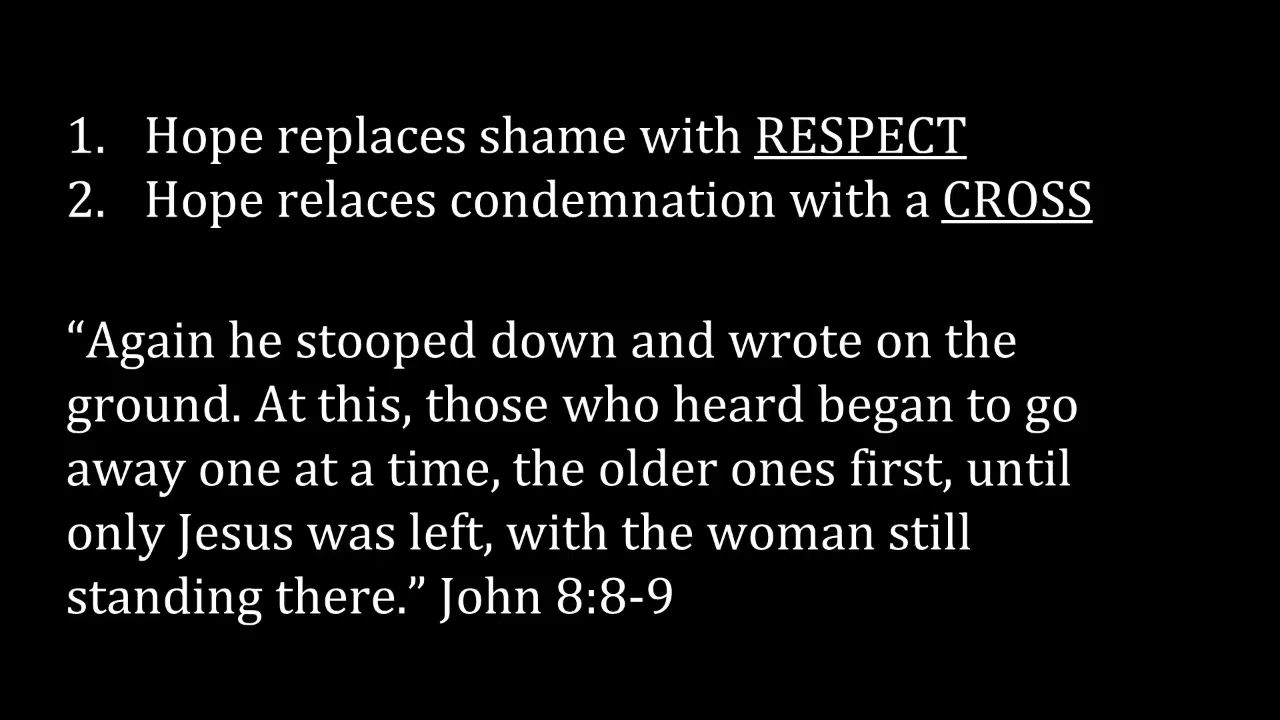 1. Hope replaces shame with RESPECT
2. Hope relaces condemnation with a CROSS
“Again he stooped down and wrote on the
ground. At this, those who heard began to go
away one at a time, the older ones first, until
only Jesus was left, with the woman still
standing there.” John 8:8-9